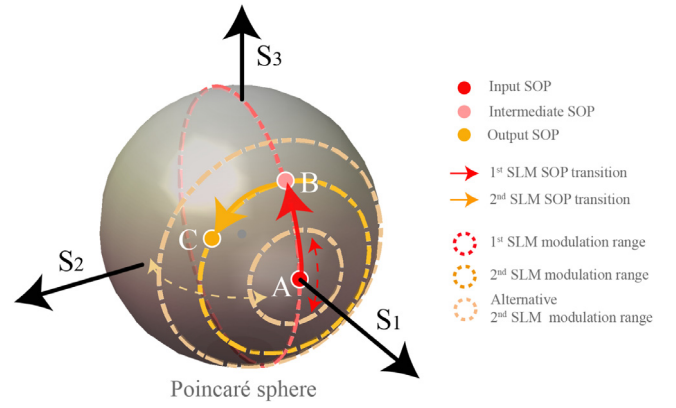 S3
Input SOP
Intermediate SOP
Output SOP
B
1st SLM SOP transition
2nd SLM SOP transition
C
1st SLM modulation range
S2
2nd SLM modulation range
A
Alternative
2nd SLM modulation range
S1
Poincaré sphere